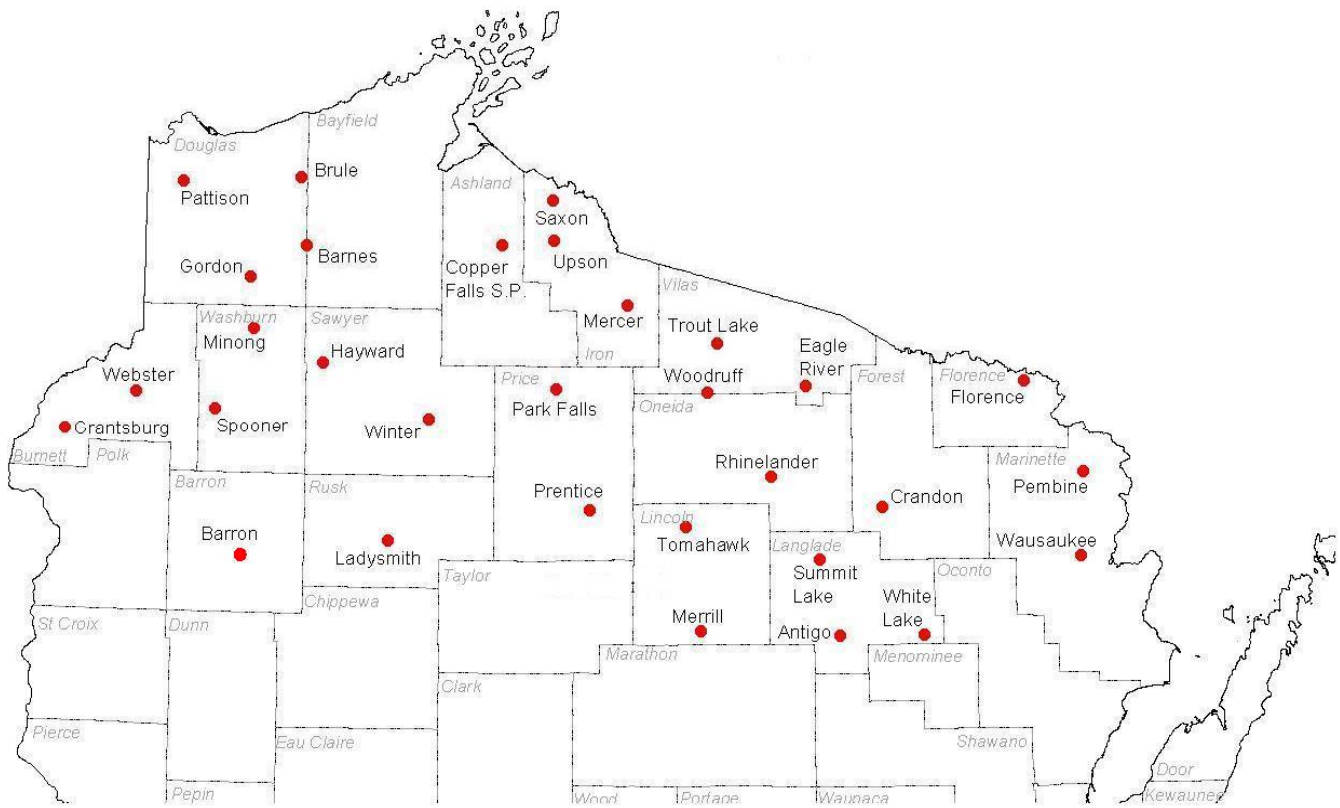 Bayfield
Douglas
Brule
Pattison
Ashland
Saxon
Barnes
Upson
Gordon
Copper
Falls S.P.
Vilas
Washburn
Sawyer
Mercer
Trout Lake
Minong
Hayward
Eagle
River
Iron
Webster
Woodruff
Forest
Florence
Price
Park Falls
Florence
Oneida
Grantsburg
Spooner
Winter
Burnett
Polk
Marinette
Rhinelander
Barron
Rusk
Pembine
Prentice
Crandon
Lincoln
Barron
Tomahawk
Wausaukee
Ladysmith
Langlade
Summit
Lake
Oconto
Taylor
Chippewa
White
Lake
St Croix
Dunn
Merrill
Antigo
Marathon
Menominee
Clark
Pierce
Eau Claire
Shawano
Door
Pepin
Wood
Portage
Waupaca
Kewaunee